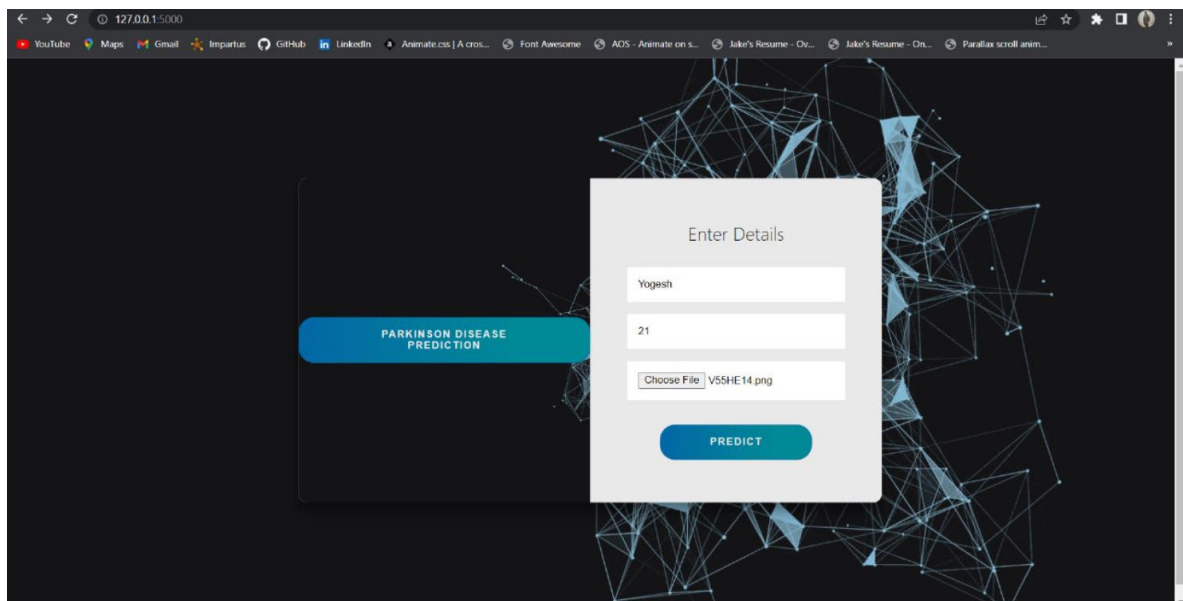 127.0.0.1:5000
YouTube Maps Gmail Impartus GitHub LinkedIn Animate.css | A cros... Font Awesome AOS - Animate on s... Jake's Resume - Ov... Jake's Resume - On... Parallax scroll anim... »
Enter Details
Yogesh
21
PARKINSON DISEASE
PREDICTION
Choose File V55HE14.png
PREDICT